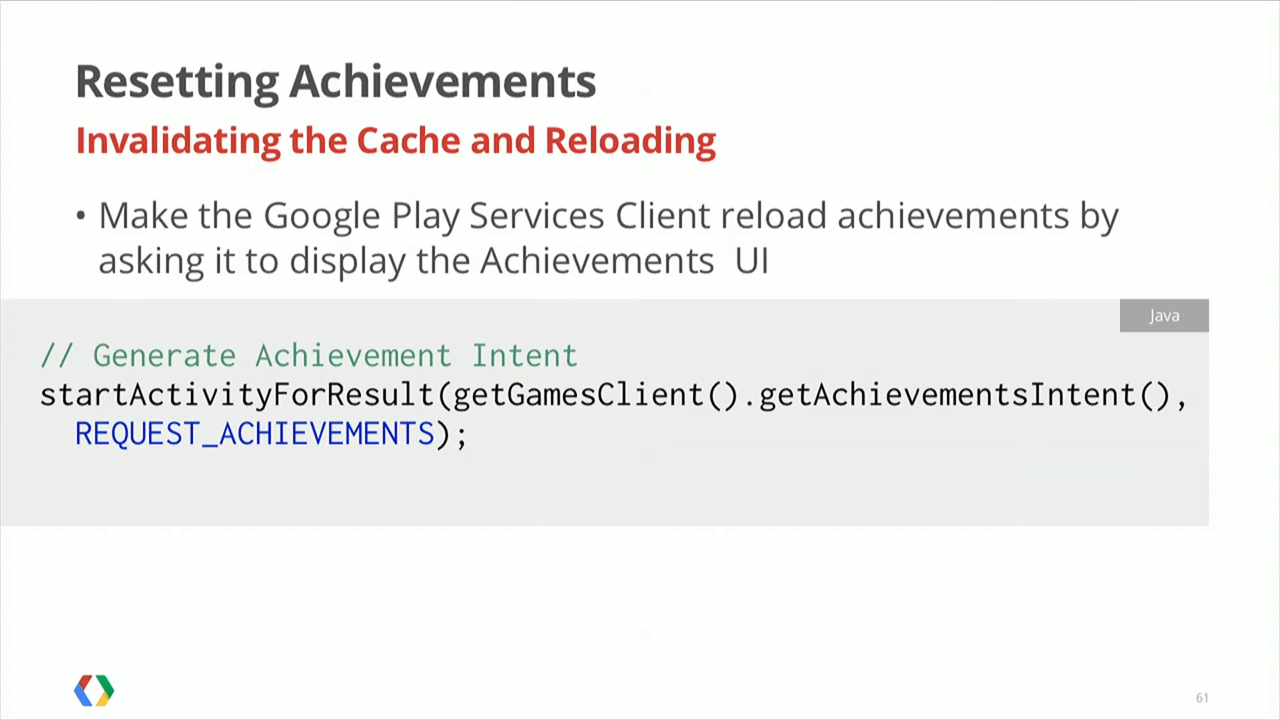 Resetting Achievements
Invalidating the Cache and Reloading
• Make the Google Play Services Client reload achievements by
asking it to display the Achievements  UI
Java
// Generate Achievement Intent
startActivityForResult(getGamesClient().getAchievementsIntent(),
REQUEST_ACHIEVEMENTS);
61